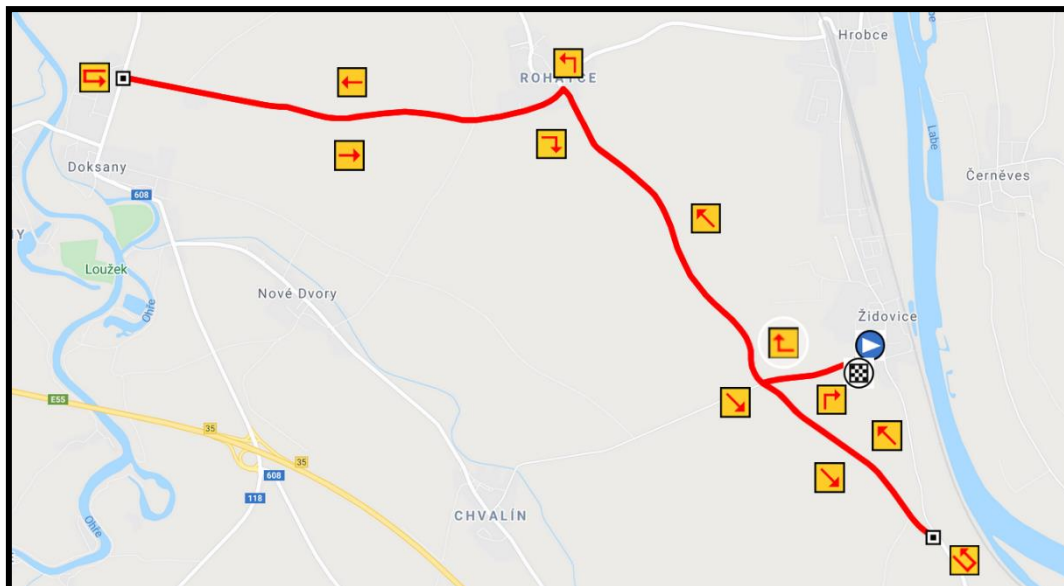 Hrobce
ROHATCE
Labe
Černěves
Doksany
608
Loužek
Ohře
Nové Dvory
Židovice
E55
35
35
608
118
Ohře
CHVALÍN